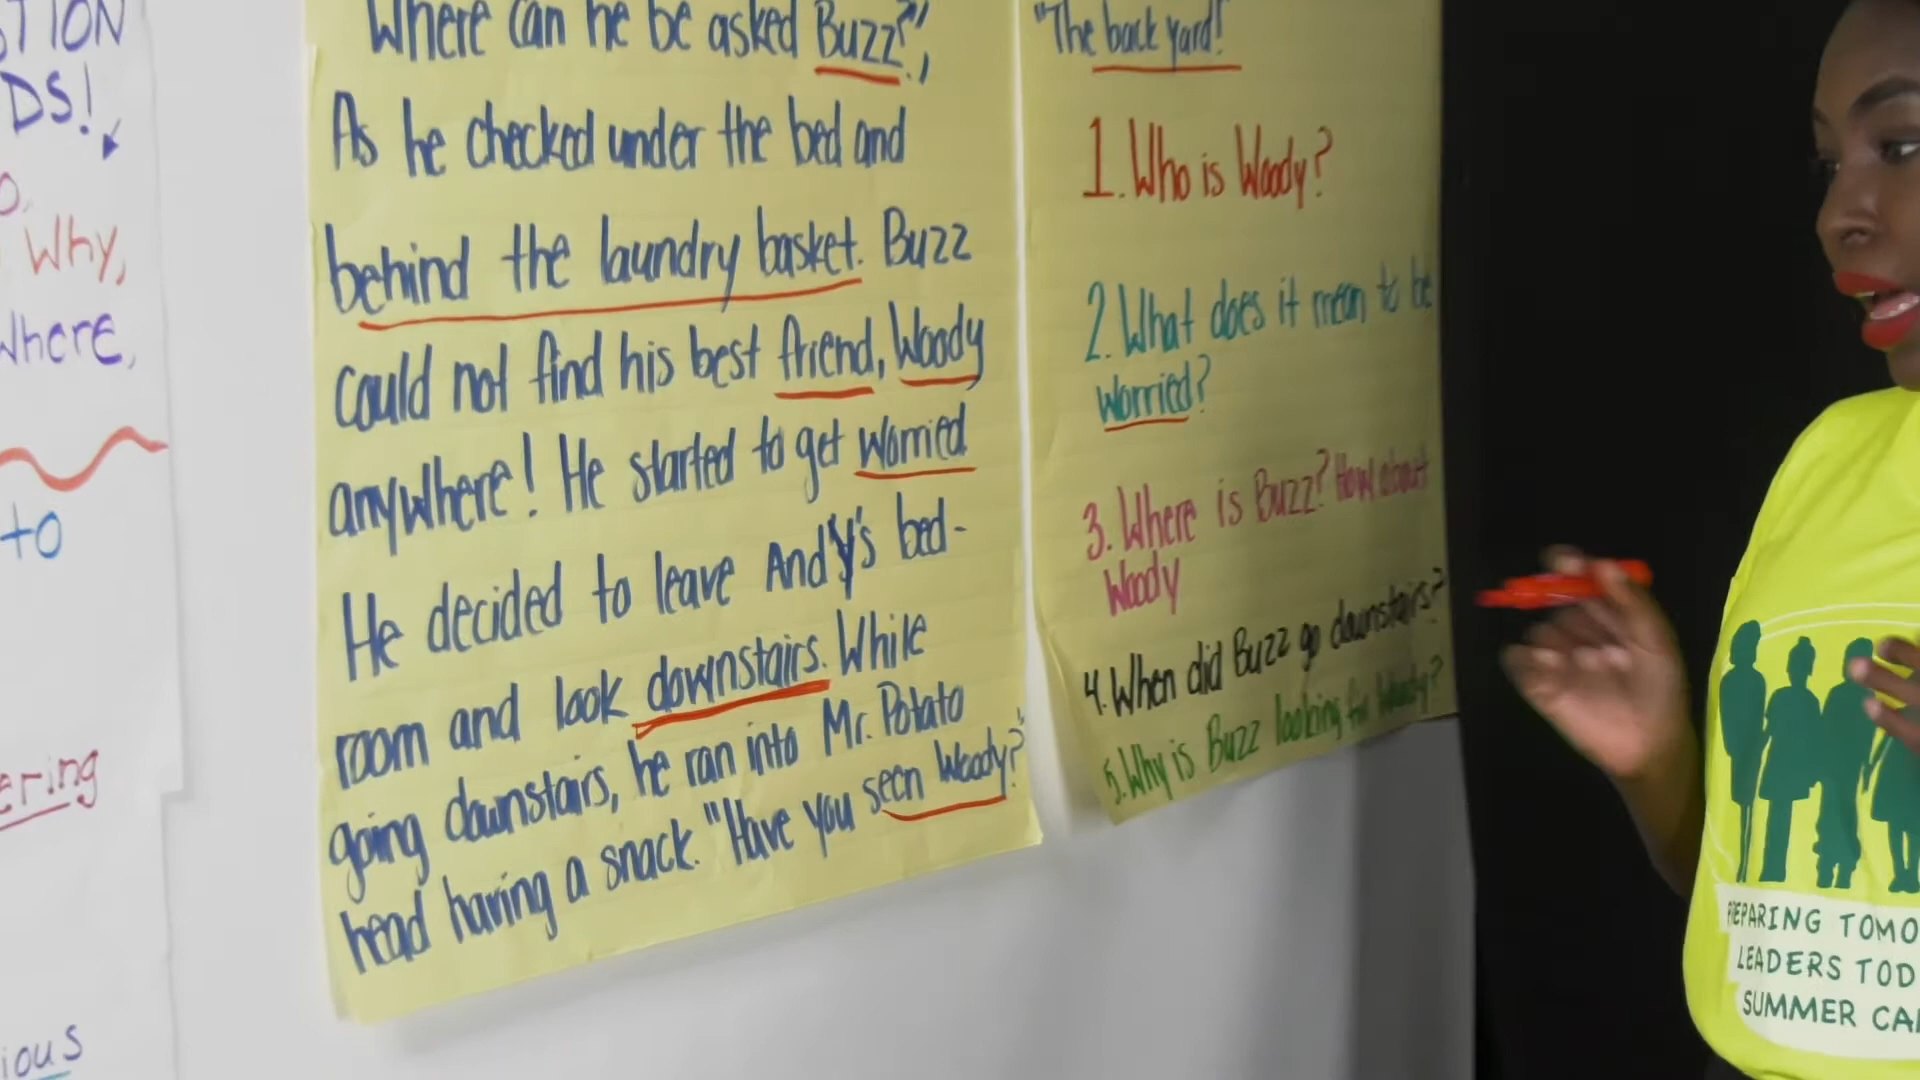 TION
DS!
Why,
Where,
to
ering
ious
Where can he be asked Buzz?",
As he checked under the bed and
behind the laundry basket. Buzz
could not find his best friend, Woody
anywhere! He started to get worried.
He decided to leave Andy's bed-
room and look downstairs. While
going downstairs, he ran into Mr. Potato
head having a snack. "Have you seen Woody?"
"The back yard!"
1. Who is Woody?
2. What does it mean to be
worried?
3. Where is Buzz? How about
Woody
4. When did Buzz go downstairs?
5. Why is Buzz looking for Woody?
PREPARING TOMO
LEADERS TOD
SUMMER CA